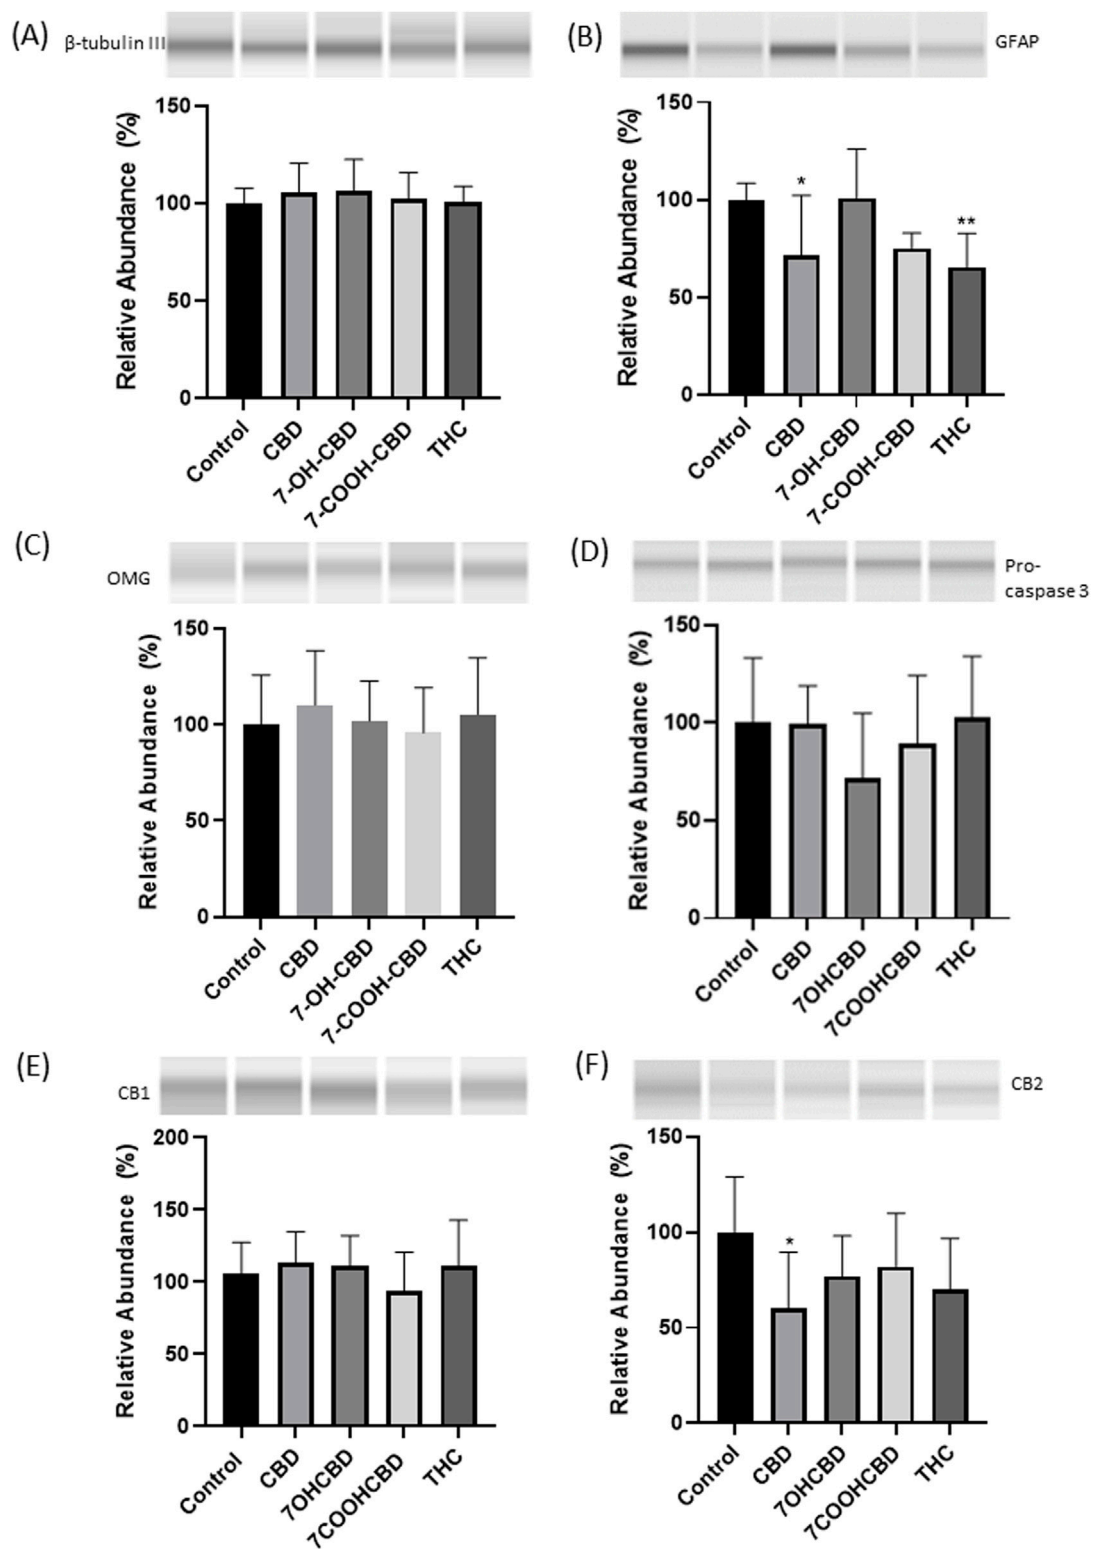 (A)
β-tubulin III
Relative Abundance (%)
150
100
50
0
Control
CBD
7-OH-CBD
7-COOH-CBD
THC
(B)
GFAP
Relative Abundance (%)
150
100
50
0
*
**
Control
CBD
7-OH-CBD
7-COOH-CBD
THC
(C)
OMG
Relative Abundance (%)
150
100
50
0
Control
CBD
7-OH-CBD
7-COOH-CBD
THC
(D)
Pro-
caspase 3
Relative Abundance (%)
150
100
50
0
Control
CBD
7OHCBD
7COOHCBD
THC
(E)
CB1
Relative Abundance (%)
200
150
100
50
0
Control
CBD
7OHCBD
7COOHCBD
THC
(F)
CB2
Relative Abundance (%)
150
100
50
0
*
Control
CBD
7OHCBD
7COOHCBD
THC